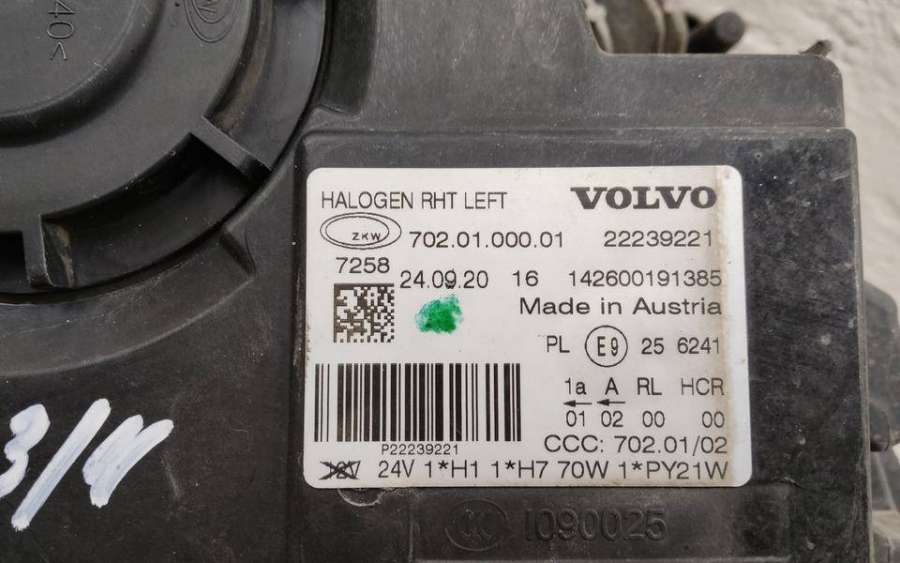 40<
HALOGEN RHT LEFT VOLVO
ZKW 702.01.000.01 22239221
7258 24.09.20 16 142600191385
Made in Austria
PL E9 25 6241
1a A RL HCR
01 02 00 00
CCC: 702.01/02
P22239221
24V 1*H1 1*H7 70W 1*PY21W
1090025
3/